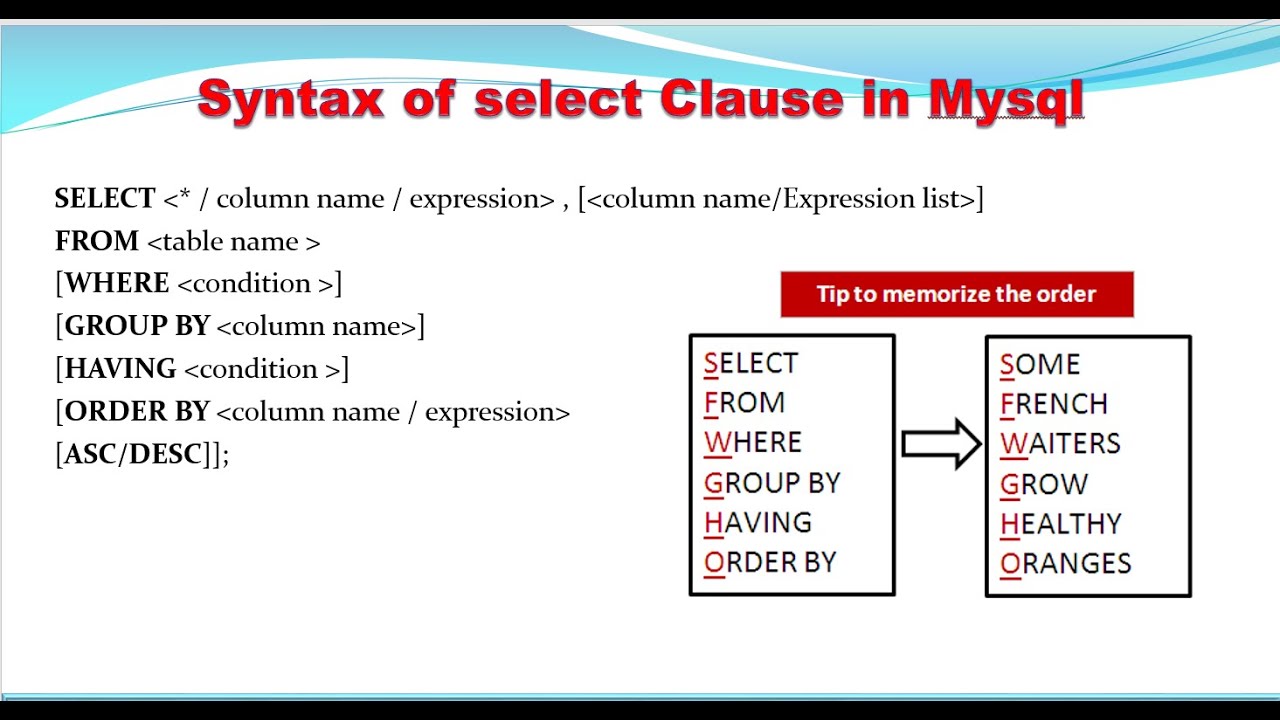 Syntax of select Clause in Mysql
SELECT <* / column name / expression> , [<column name/Expression list>]
FROM <table name >
[WHERE <condition >]
[GROUP BY <column name>]
[HAVING <condition >]
[ORDER BY <column name / expression>
[ASC/DESC]];
Tip to memorize the order
SELECT
FROM
WHERE
GROUP BY
HAVING
ORDER BY
SOME
FRENCH
WAITERS
GROW
HEALTHY
ORANGES